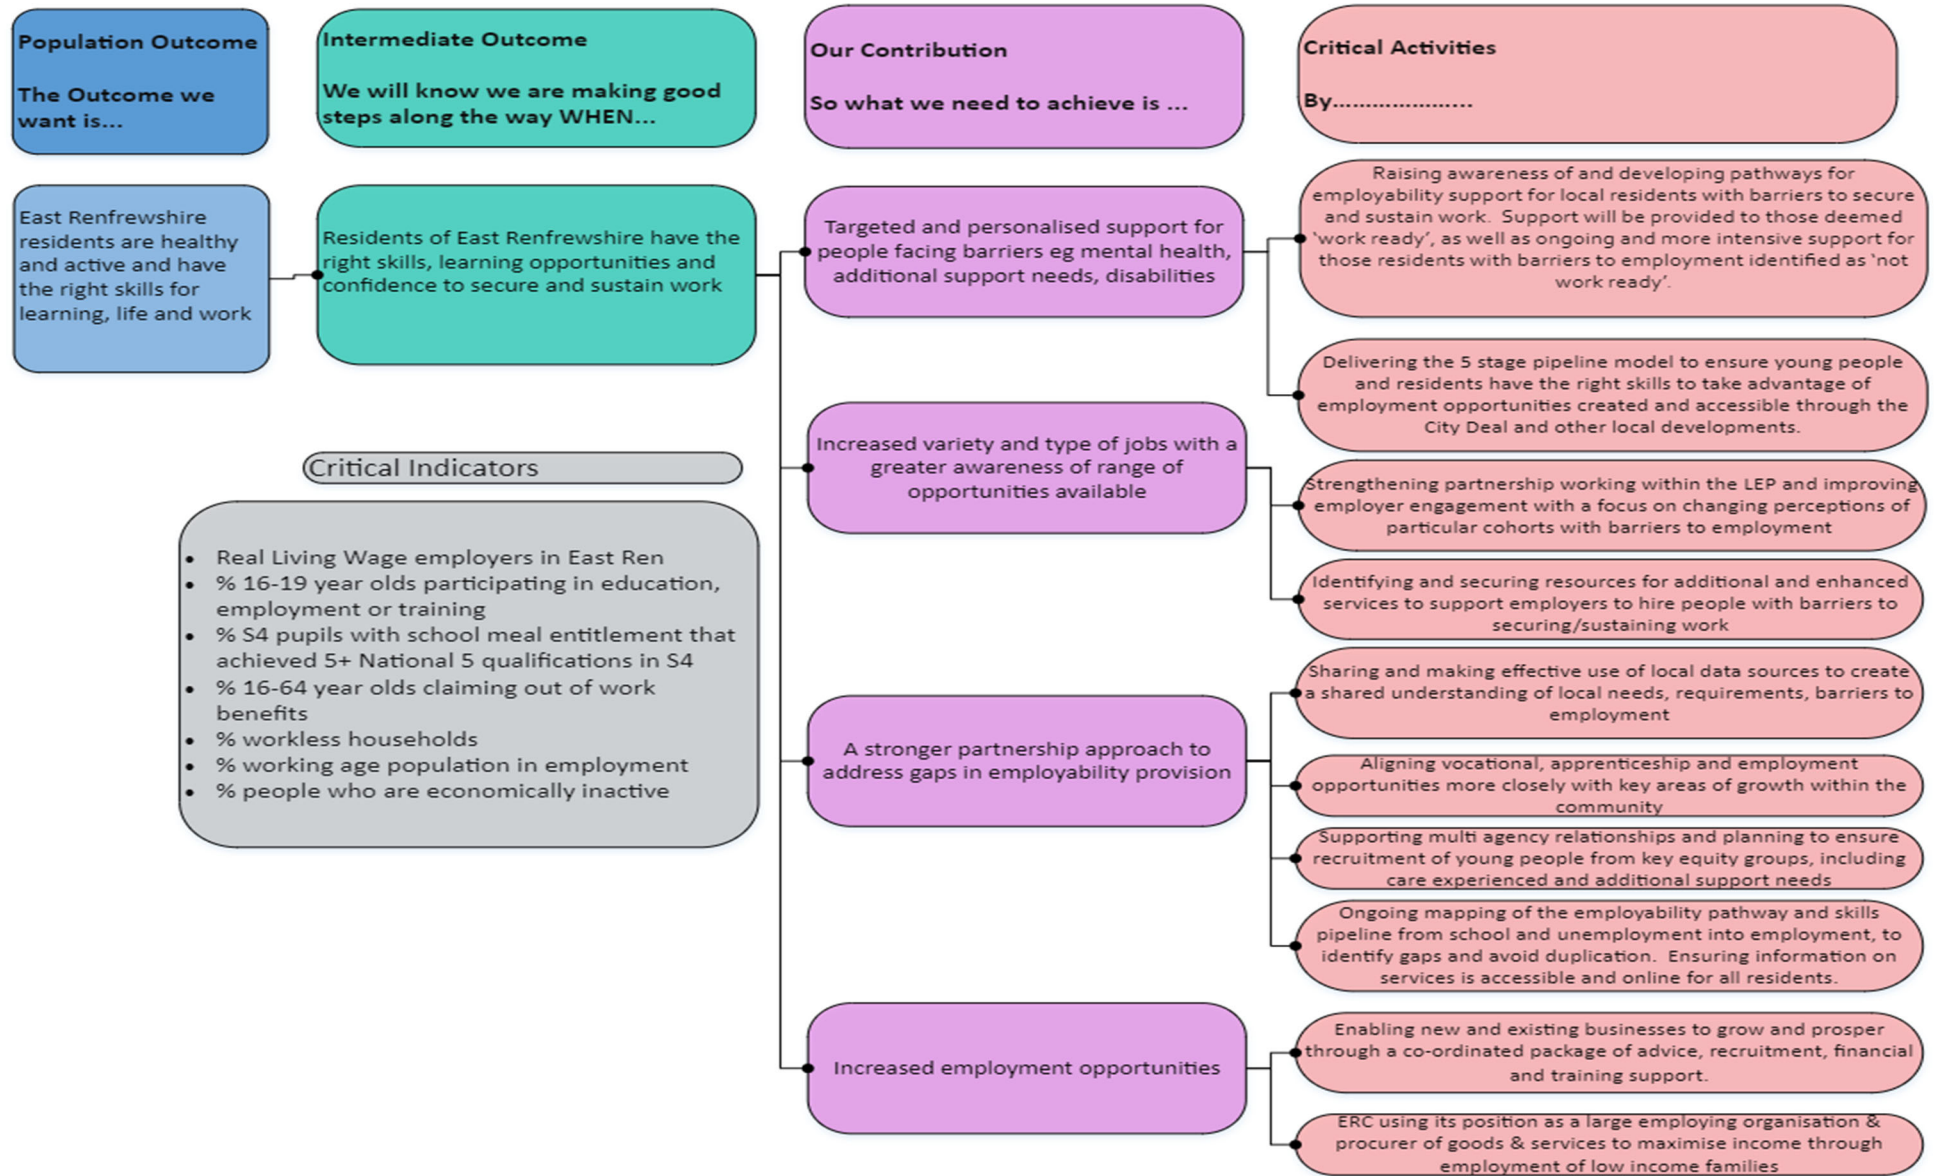 Population Outcome
The Outcome we
want is...
Intermediate Outcome
We will know we are making good
steps along the way WHEN...
Our Contribution
So what we need to achieve is ...
Critical Activities
By.....................
East Renfrewshire
residents are healthy
and active and have
the right skills for
learning, life and work
Residents of East Renfrewshire have the
right skills, learning opportunities and
confidence to secure and sustain work
Targeted and personalised support for
people facing barriers eg mental health,
additional support needs, disabilities
Raising awareness of and developing pathways for
employability support for local residents with barriers to secure
and sustain work. Support will be provided to those deemed
‘work ready’, as well as ongoing and more intensive support for
those residents with barriers to employment identified as ‘not
work ready’.
Delivering the 5 stage pipeline model to ensure young people
and residents have the right skills to take advantage of
employment opportunities created and accessible through the
City Deal and other local developments.
Increased variety and type of jobs with a
greater awareness of range of
opportunities available
Strengthening partnership working within the LEP and improving
employer engagement with a focus on changing perceptions of
particular cohorts with barriers to employment
Identifying and securing resources for additional and enhanced
services to support employers to hire people with barriers to
securing/sustaining work
Critical Indicators
• Real Living Wage employers in East Ren
• % 16-19 year olds participating in education,
employment or training
• % S4 pupils with school meal entitlement that
achieved 5+ National 5 qualifications in S4
• % 16-64 year olds claiming out of work
benefits
• % workless households
• % working age population in employment
• % people who are economically inactive
A stronger partnership approach to
address gaps in employability provision
Sharing and making effective use of local data sources to create
a shared understanding of local needs, requirements, barriers to
employment
Aligning vocational, apprenticeship and employment
opportunities more closely with key areas of growth within the
community
Supporting multi agency relationships and planning to ensure
recruitment of young people from key equity groups, including
care experienced and additional support needs
Ongoing mapping of the employability pathway and skills
pipeline from school and unemployment into employment, to
identify gaps and avoid duplication. Ensuring information on
services is accessible and online for all residents.
Increased employment opportunities
Enabling new and existing businesses to grow and prosper
through a co-ordinated package of advice, recruitment, financial
and training support.
ERC using its position as a large employing organisation &
procurer of goods & services to maximise income through
employment of low income families